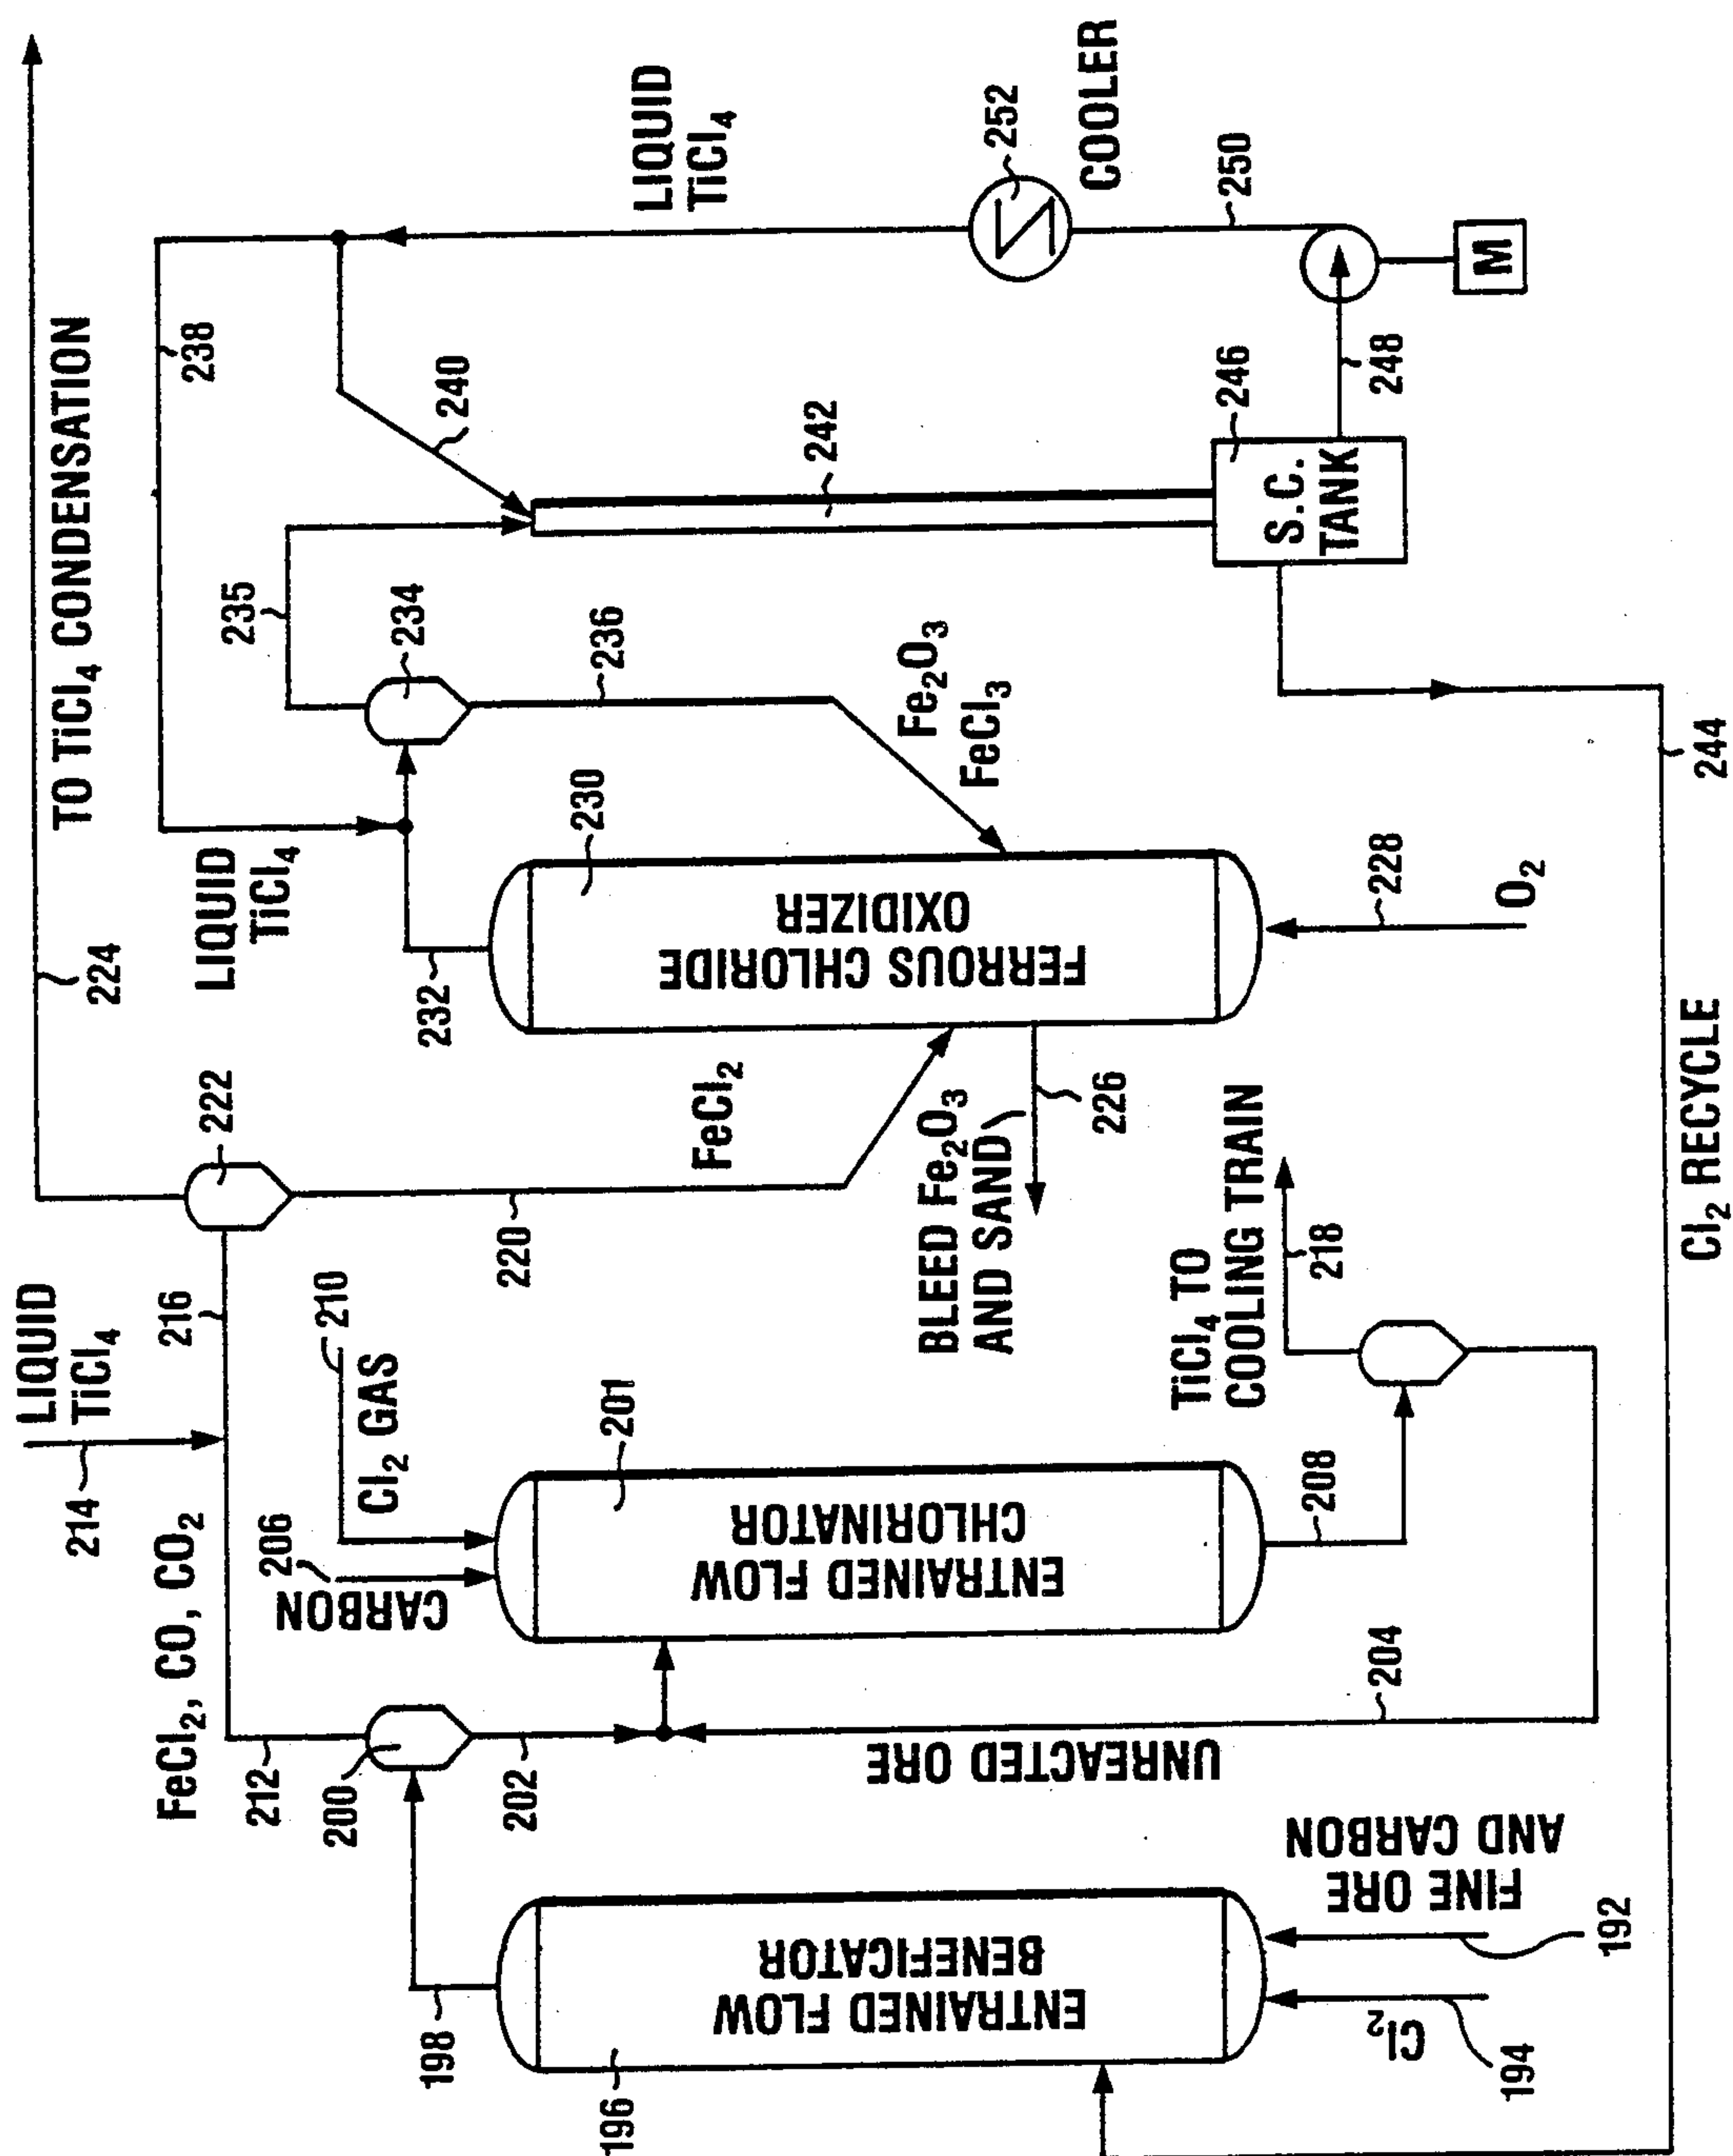 TO TiCl4 CONDENSATION
224
LIQUID
TiCl4
214
216
222
238
LIQUID
TiCl4
235
234
240
LIQUID
TiCl4
252
COOLER
250
M
248
246
S.C.
TANK
242
236
Fe2O3
FeCl3
230
232
FERROUS CHLORIDE
OXIDIZER
228
O2
244
Cl2 RECYCLE
FeCl2
220
BLEED Fe2O3
AND SAND
226
FeCl2, CO, CO2
212
200
202
206
CARBON
210
Cl2 GAS
201
ENTRAINED FLOW
CHLORINATOR
208
TiCl4 TO
COOLING TRAIN
218
204
UNREACTED
ORE
198
196
ENTRAINED FLOW
BENEFICATOR
Cl2
194
FINE ORE
AND CARBON
192